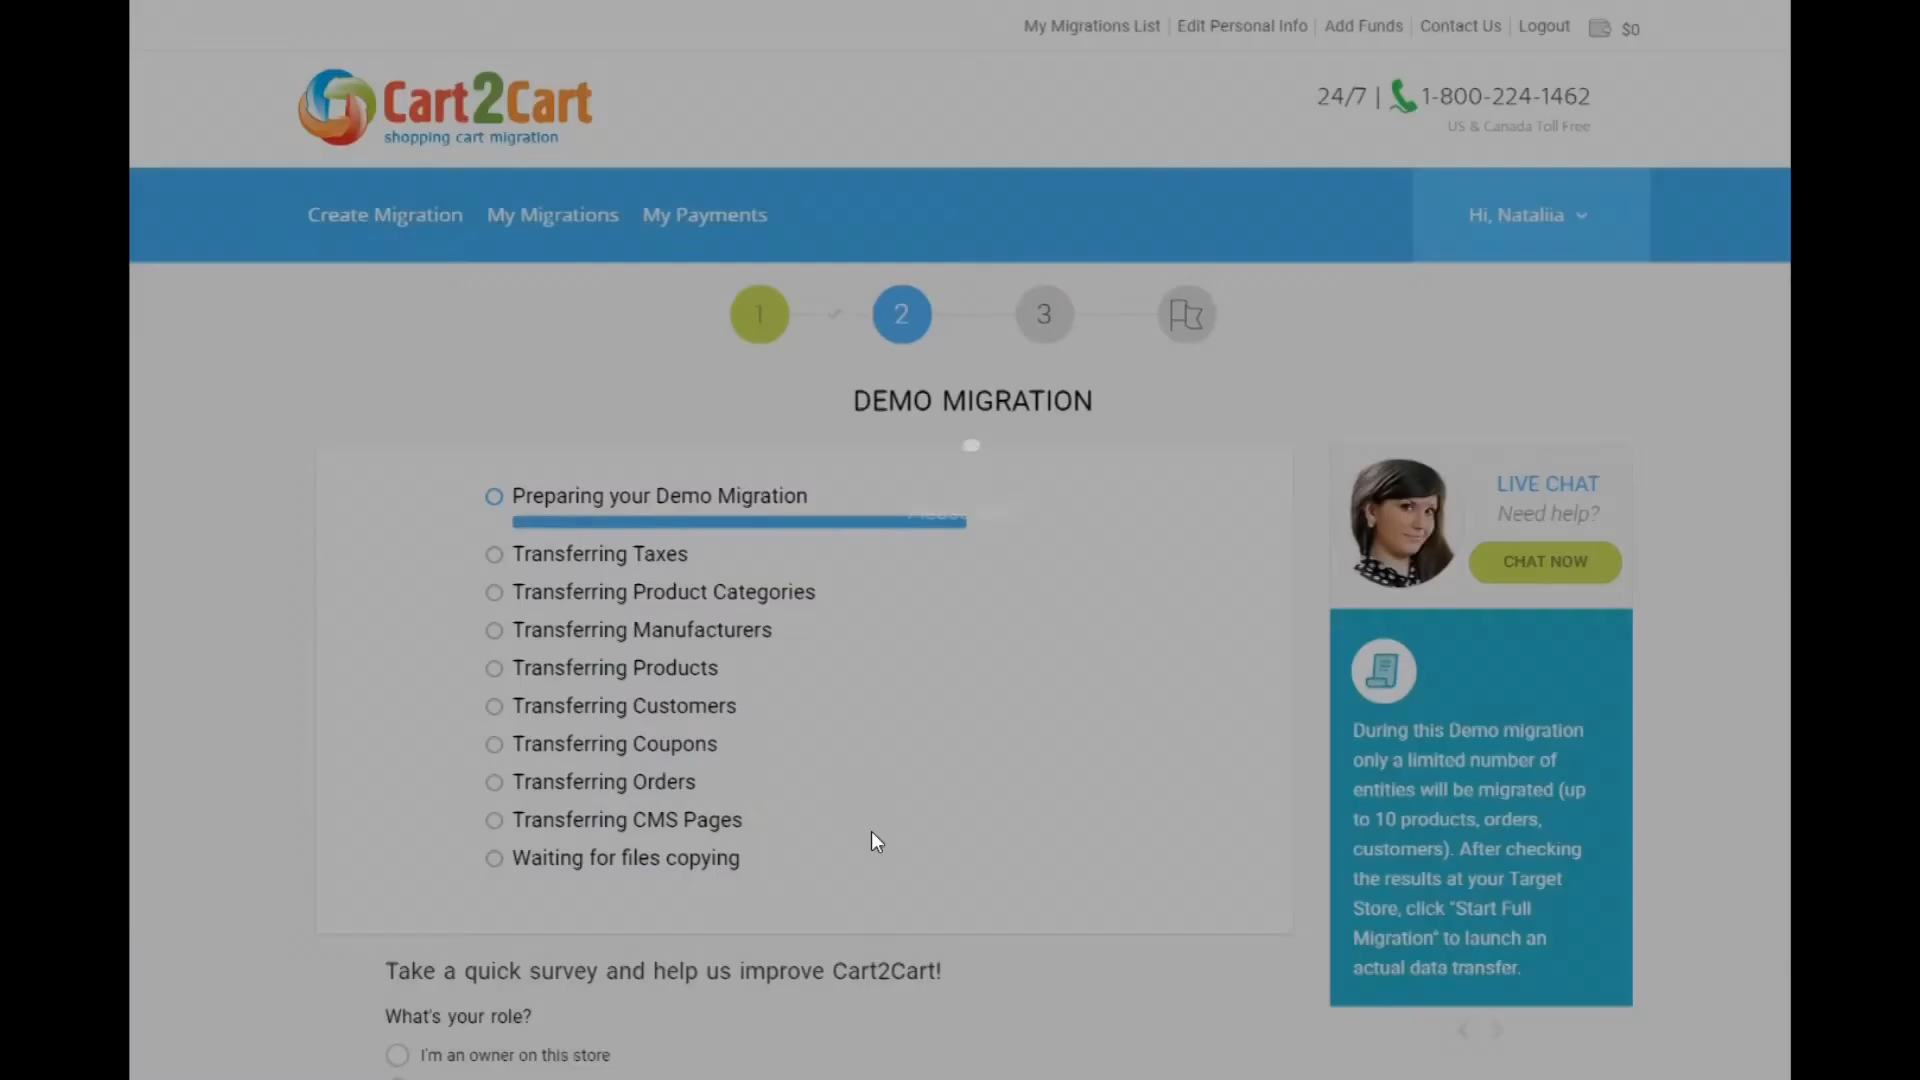 My Migrations List | Edit Personal Info | Add Funds | Contact Us | Logout $0
Cart2Cart
shopping cart migration
24/7 | 1-800-224-1462
US & Canada Toll Free
Create Migration My Migrations My Payments
Hi, Nataliia
1 2 3
DEMO MIGRATION
Preparing your Demo Migration
Transferring Taxes
Transferring Product Categories
Transferring Manufacturers
Transferring Products
Transferring Customers
Transferring Coupons
Transferring Orders
Transferring CMS Pages
Waiting for files copying
LIVE CHAT
Need help?
CHAT NOW
During this Demo migration
only a limited number of
entities will be migrated (up
to 10 products, orders,
customers). After checking
the results at your Target
Store, click "Start Full
Migration" to launch an
actual data transfer.
Take a quick survey and help us improve Cart2Cart!
What's your role?
I'm an owner on this store